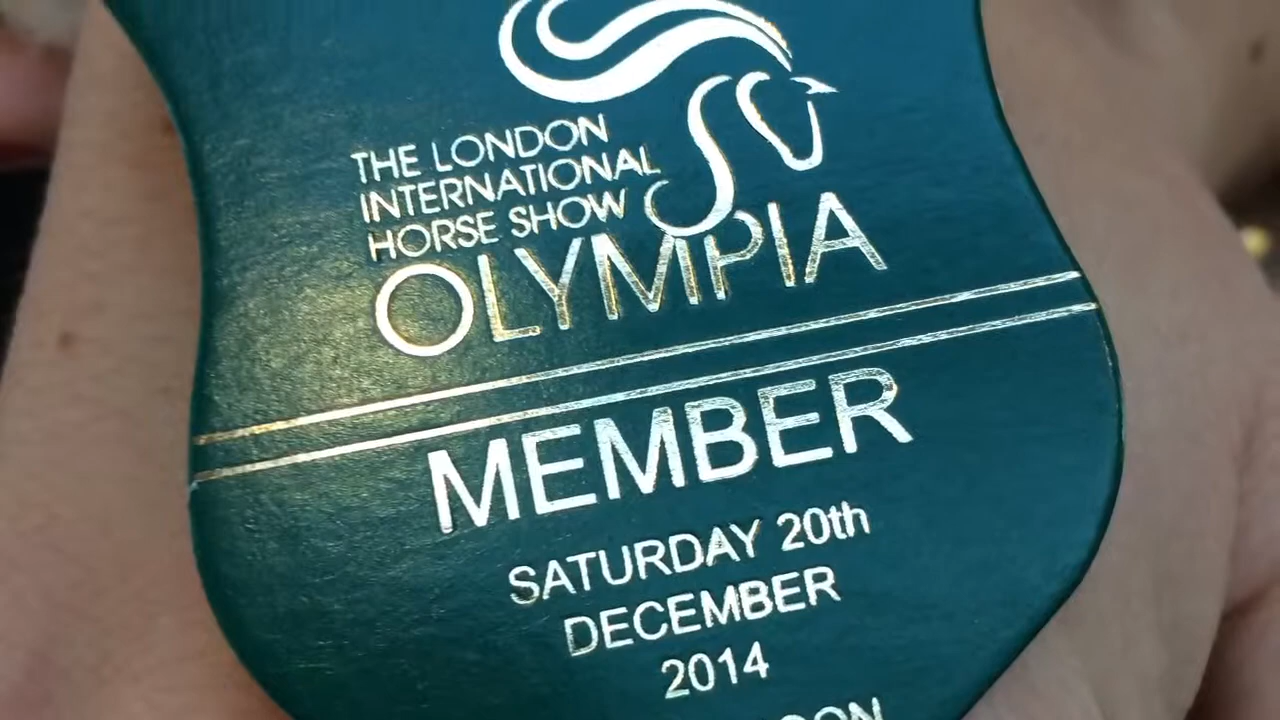 THE LONDON
INTERNATIONAL
HORSE SHOW
OLYMPIA
MEMBER
SATURDAY 20th
DECEMBER
2014